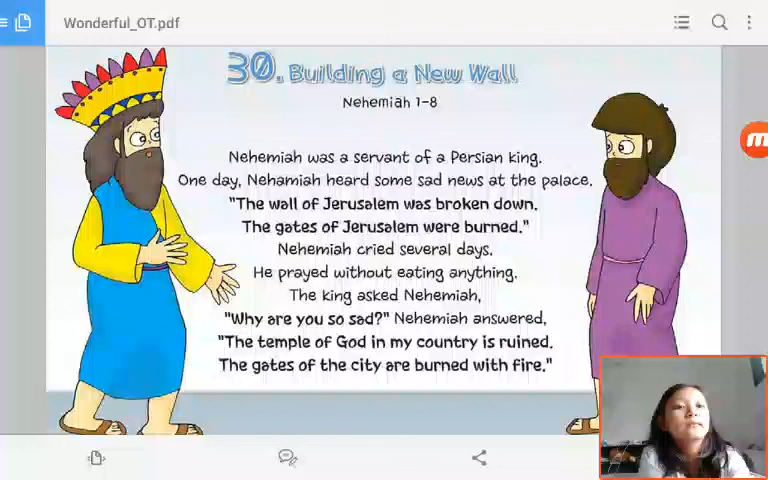 Wonderful_OT.pdf
30. Building a New Wall
Nehemiah 1-8
Nehemiah was a servant of a Persian king.
One day, Nehamiah heard some sad news at the palace.
"The wall of Jerusalem was broken down.
The gates of Jerusalem were burned."
Nehemiah cried several days.
He prayed without eating anything.
The king asked Nehemiah,
"Why are you so sad?" Nehemiah answered,
"The temple of God in my country is ruined.
The gates of the city are burned with fire."